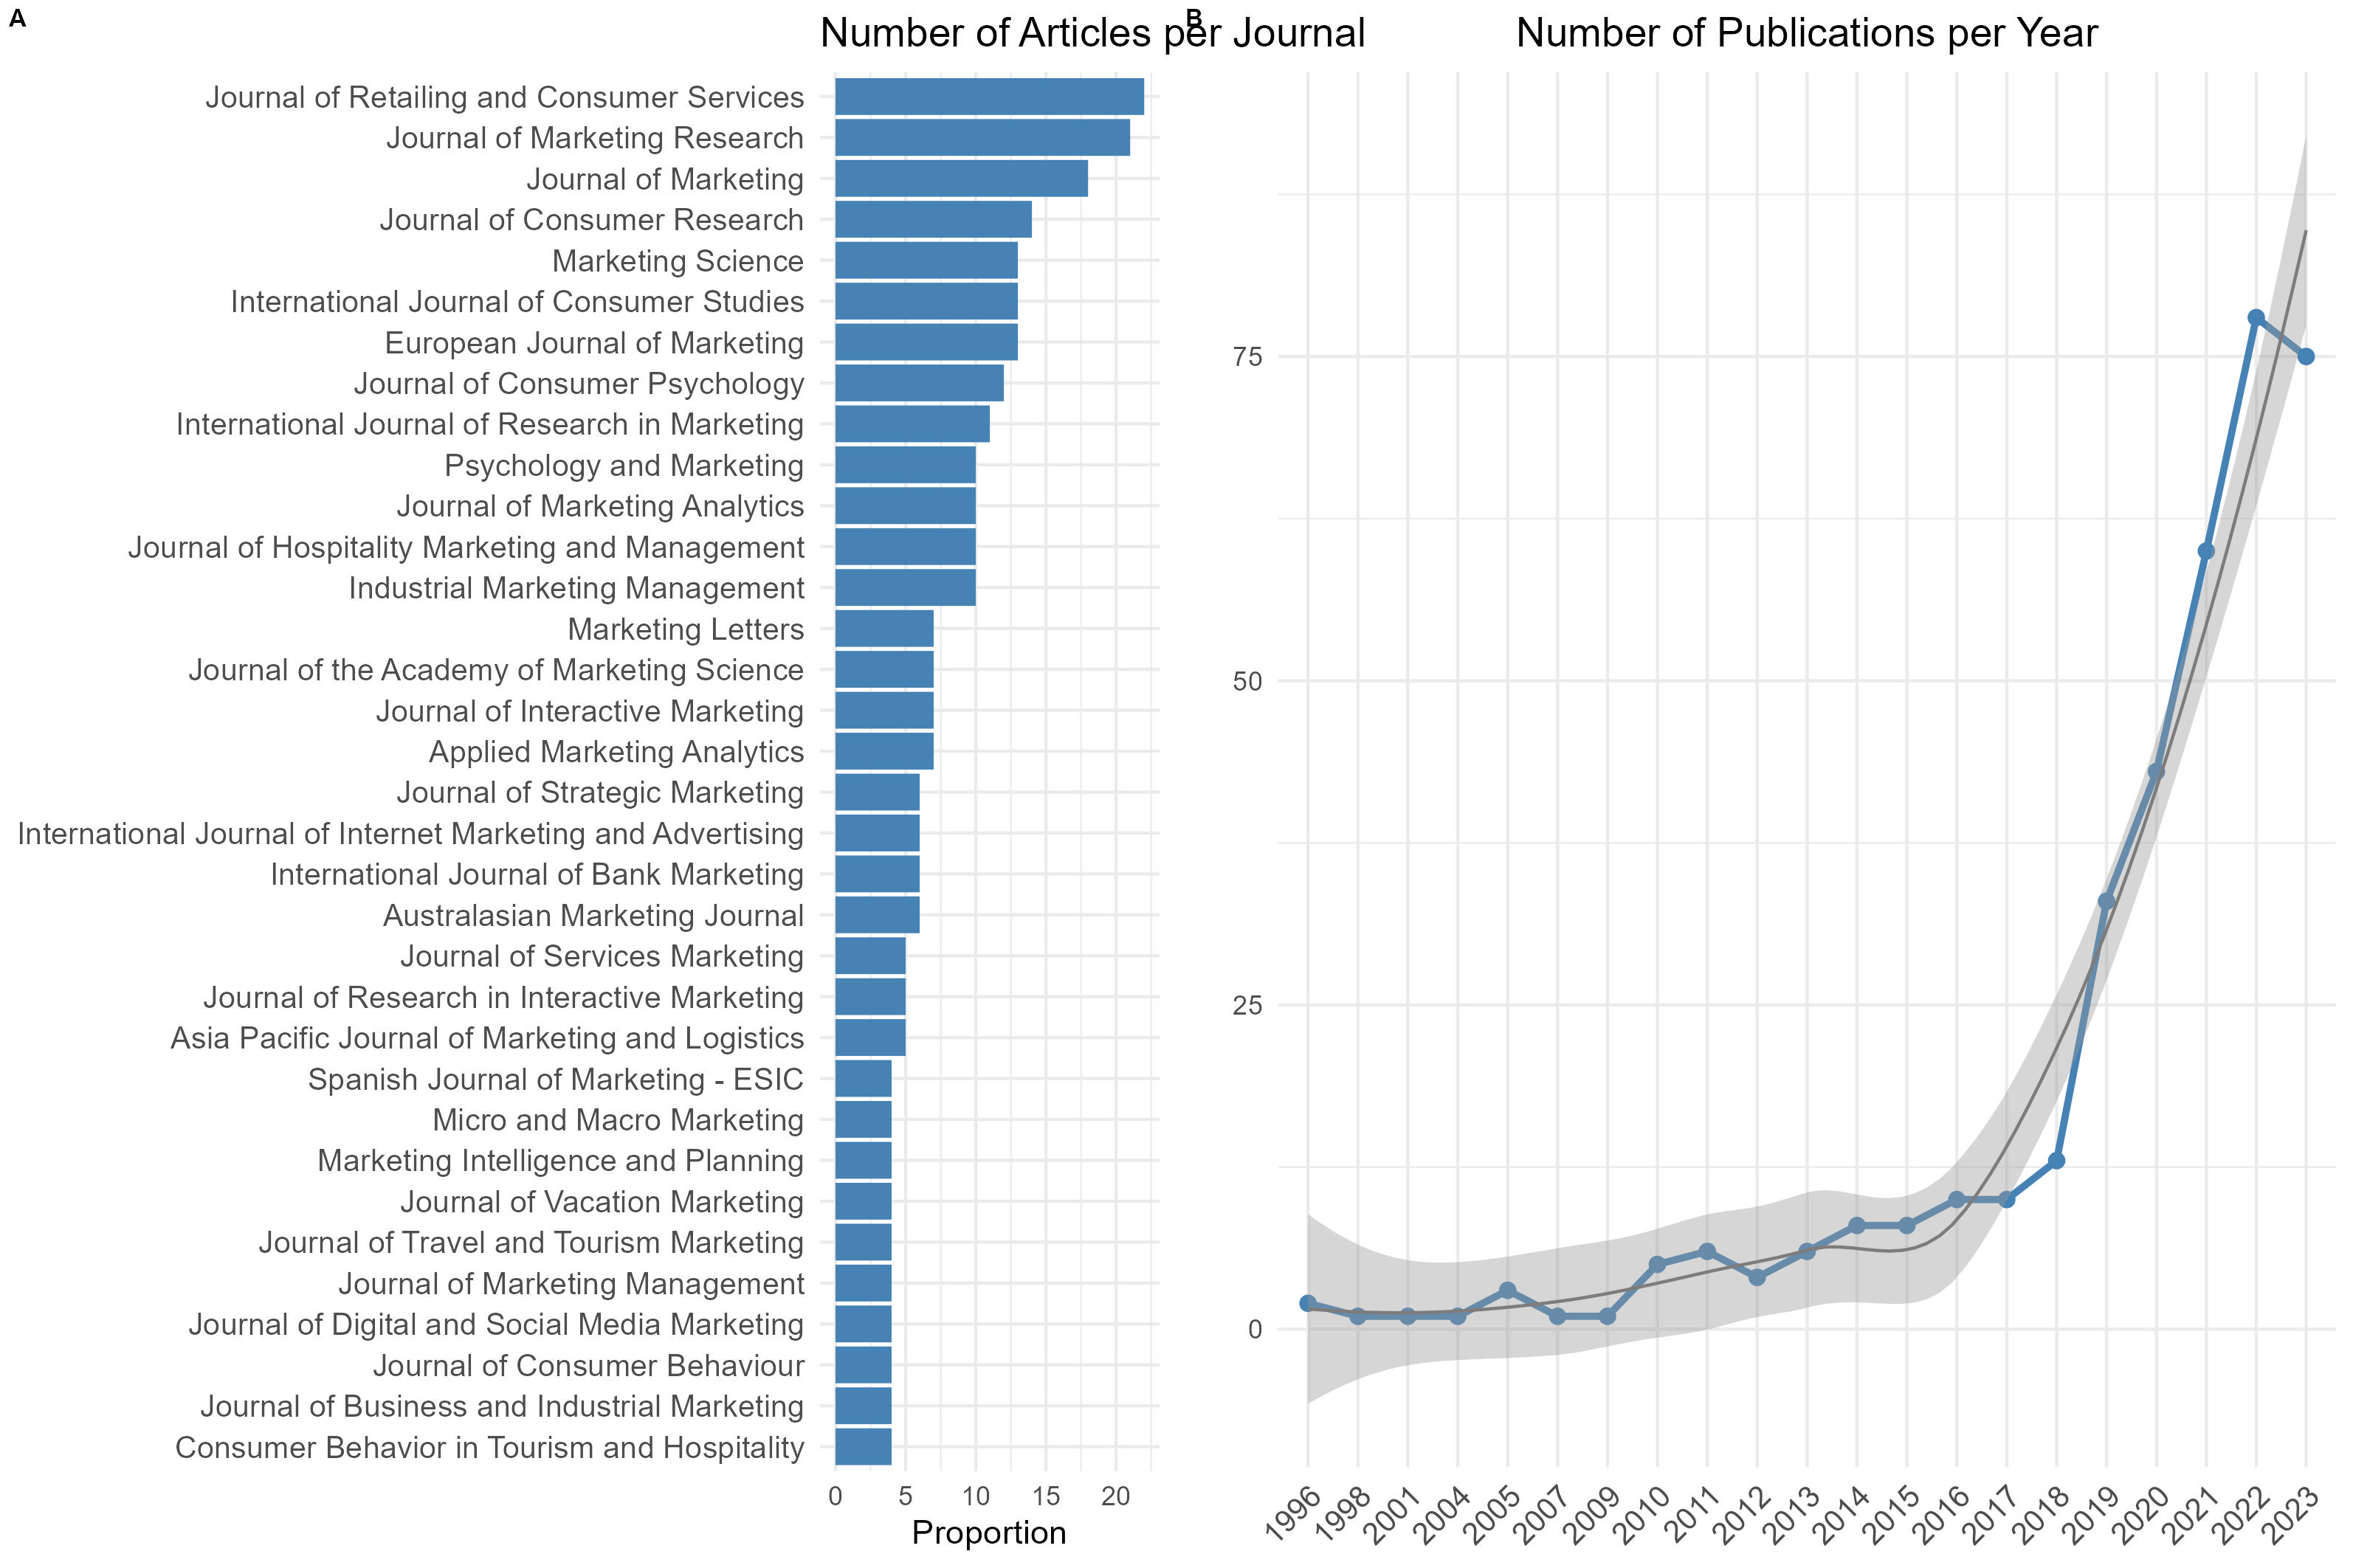 A
Number of Articles per Journal
Journal of Retailing and Consumer Services
Journal of Marketing Research
Journal of Marketing
Journal of Consumer Research
Marketing Science
International Journal of Consumer Studies
European Journal of Marketing
Journal of Consumer Psychology
International Journal of Research in Marketing
Psychology and Marketing
Journal of Marketing Analytics
Journal of Hospitality Marketing and Management
Industrial Marketing Management
Marketing Letters
Journal of the Academy of Marketing Science
Journal of Interactive Marketing
Applied Marketing Analytics
Journal of Strategic Marketing
International Journal of Internet Marketing and Advertising
International Journal of Bank Marketing
Australasian Marketing Journal
Journal of Services Marketing
Journal of Research in Interactive Marketing
Asia Pacific Journal of Marketing and Logistics
Spanish Journal of Marketing - ESIC
Micro and Macro Marketing
Marketing Intelligence and Planning
Journal of Vacation Marketing
Journal of Travel and Tourism Marketing
Journal of Marketing Management
Journal of Digital and Social Media Marketing
Journal of Consumer Behaviour
Journal of Business and Industrial Marketing
Consumer Behavior in Tourism and Hospitality
0 5 10 15 20
Proportion
B
Number of Publications per Year
75
50
25
0
1996 1998 2001 2004 2005 2007 2009 2010 2011 2012 2013 2014 2015 2016 2017 2018 2019 2020 2021 2022 2023